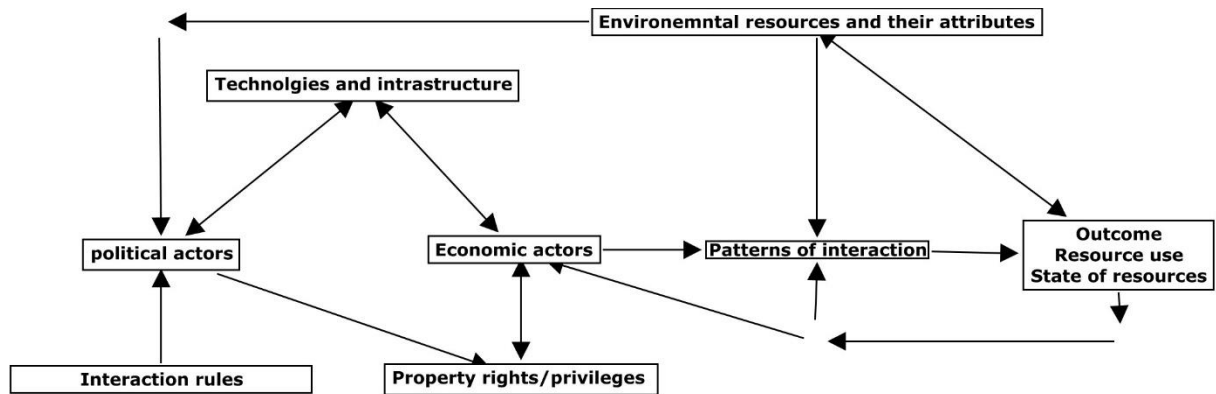 Environemntal resources and their attributes
Technolgies and intrastructure
political actors
Economic actors
Patterns of interaction
Outcome
Resource use
State of resources
Interaction rules
Property rights/privileges